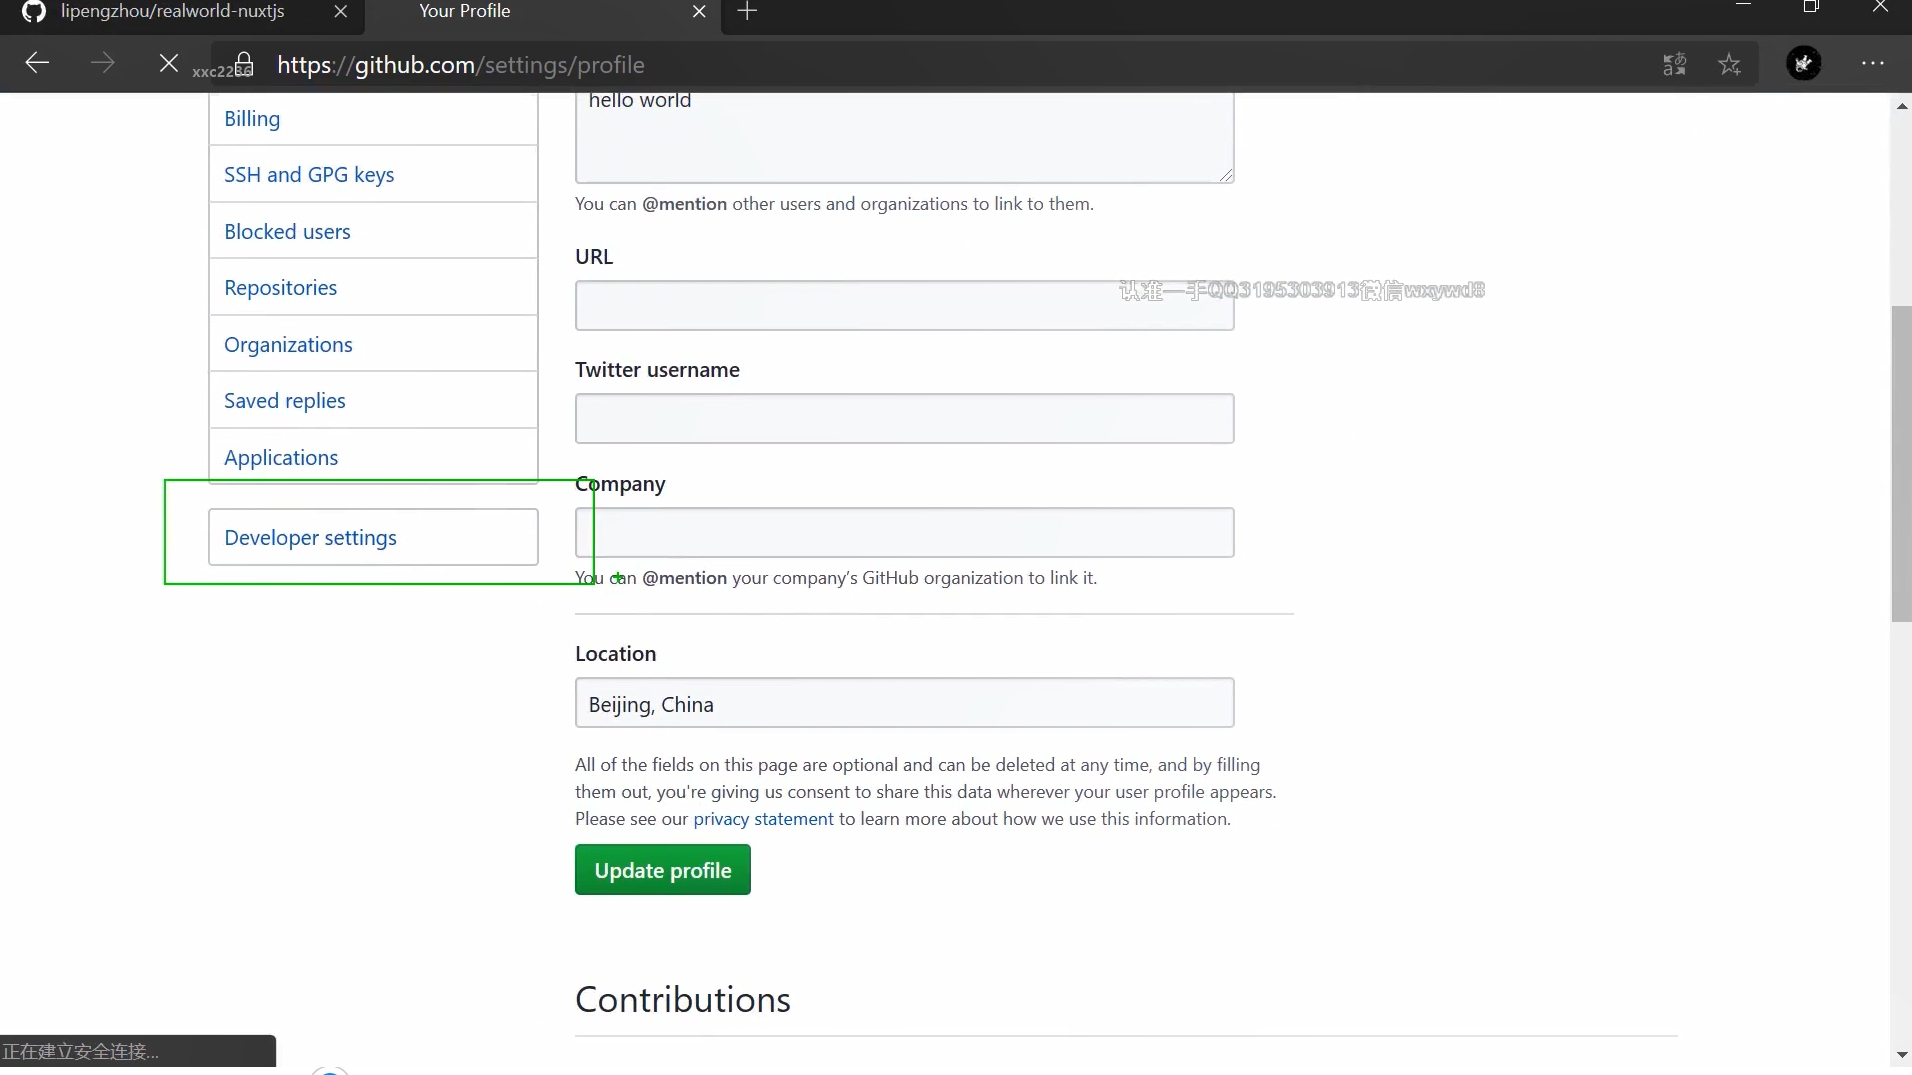 lipengzhou/realworld-nuxtjs
Your Profile
xxc2236
https://github.com/settings/profile
Billing
SSH and GPG keys
Blocked users
Repositories
Organizations
Saved replies
Applications
Developer settings
hello world
You can @mention other users and organizations to link to them.
URL
认准一手QQ3195303913微信wxywd8
Twitter username
Company
You can @mention your company’s GitHub organization to link it.
Location
Beijing, China
All of the fields on this page are optional and can be deleted at any time, and by filling
them out, you're giving us consent to share this data wherever your user profile appears.
Please see our privacy statement to learn more about how we use this information.
Update profile
Contributions
正在建立安全连接...